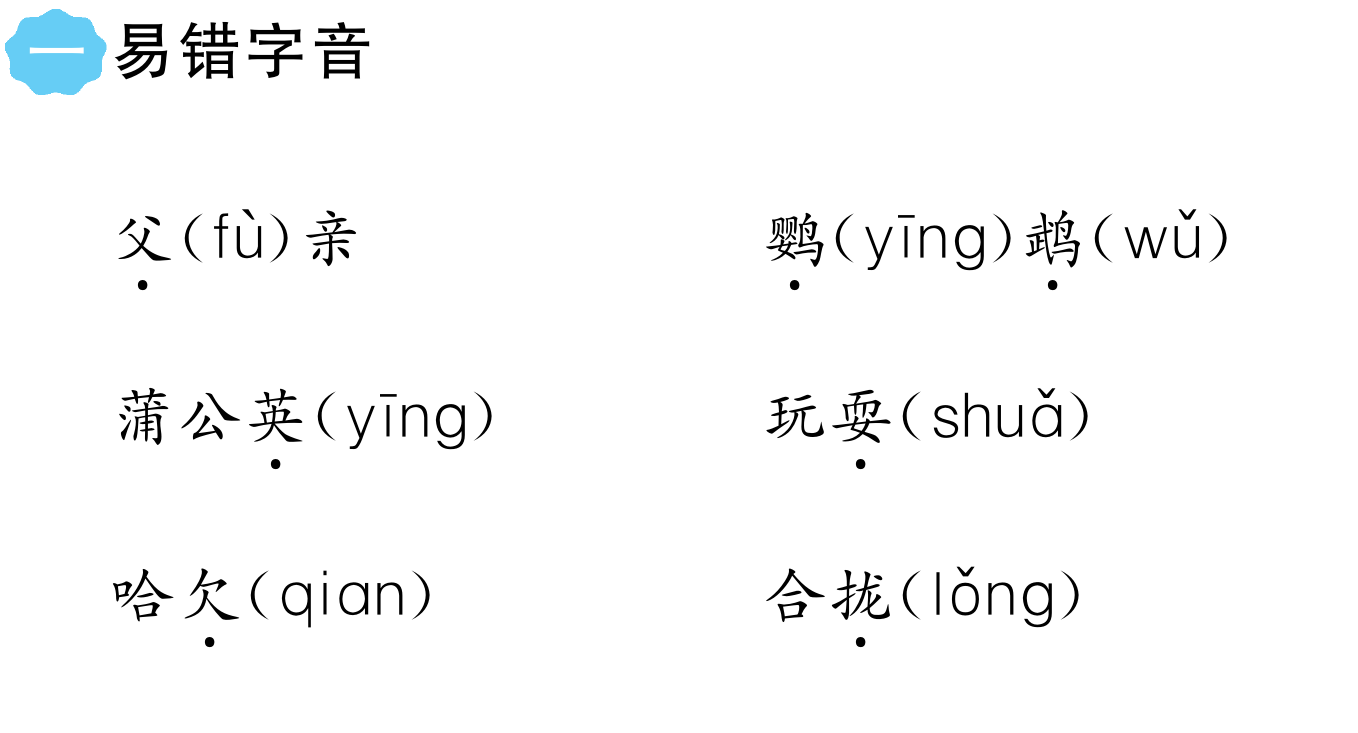 一 易错字音
父(fù)亲 鹦(yīng)鹉(wǔ)
蒲公英(yīng) 玩耍(shuǎ)
哈欠(qian) 合拢(lǒng)